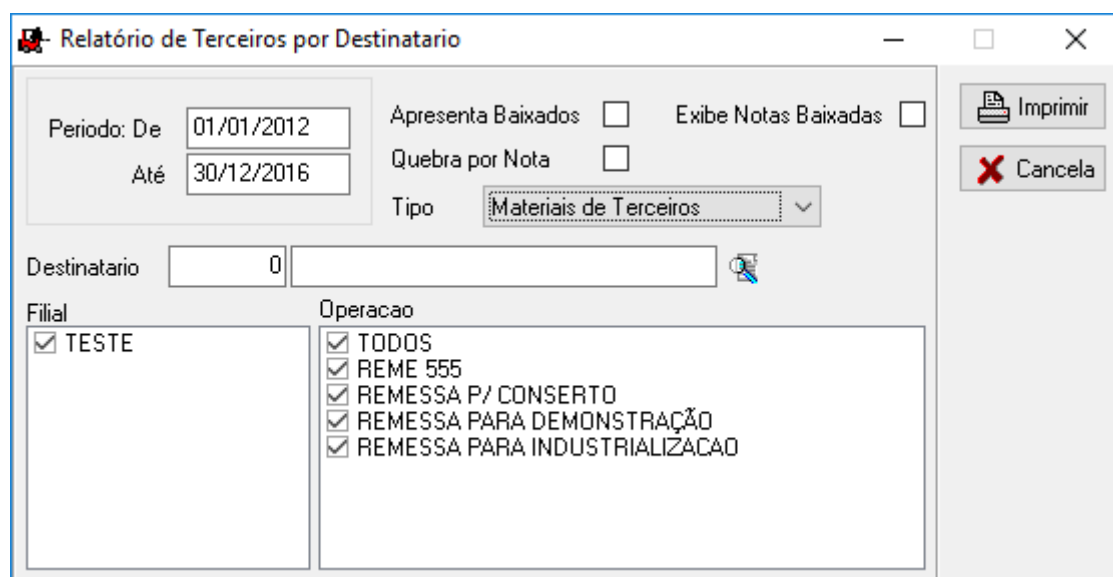 Relatório de Terceiros por Destinatario
Periodo: De 01/01/2012
Até 30/12/2016
Apresenta Baixados Exibe Notas Baixadas
Quebra por Nota
Tipo Materiais de Terceiros
Imprimir
Cancela
Destinatario 0
Filial
TESTE
Operacao
TODOS
REME 555
REMESSA P/ CONSERTO
REMESSA PARA DEMONSTRAÇÃO
REMESSA PARA INDUSTRIALIZACAO